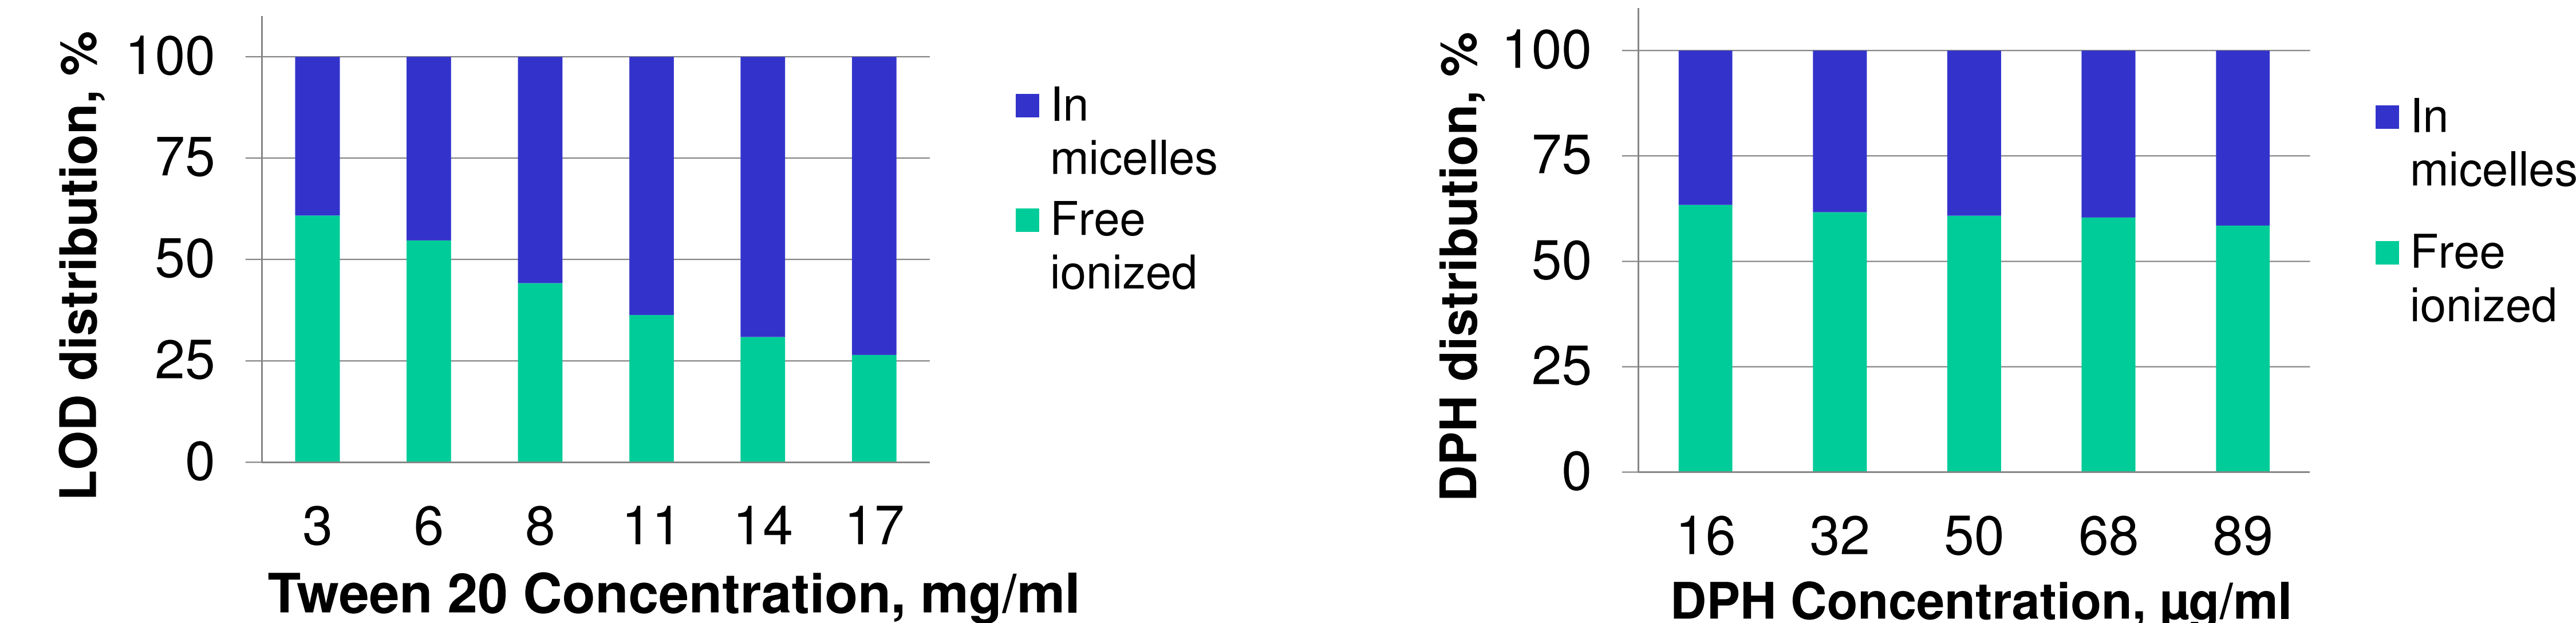 LOD distribution, %
100
75
50
25
0
3 6 8 11 14 17
Tween 20 Concentration, mg/ml
In
micelles
Free
ionized
DPH distribution, %
100
75
50
25
0
16 32 50 68 89
DPH Concentration, µg/ml
In
micelles
Free
ionized